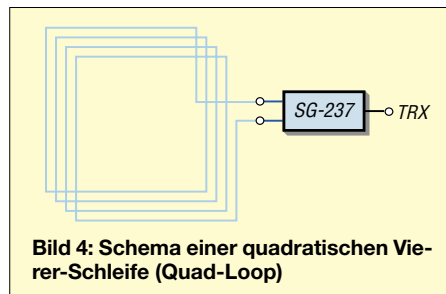 SG-237
TRX
Bild 4: Schema einer quadratischen Vie-
rer-Schleife (Quad-Loop)